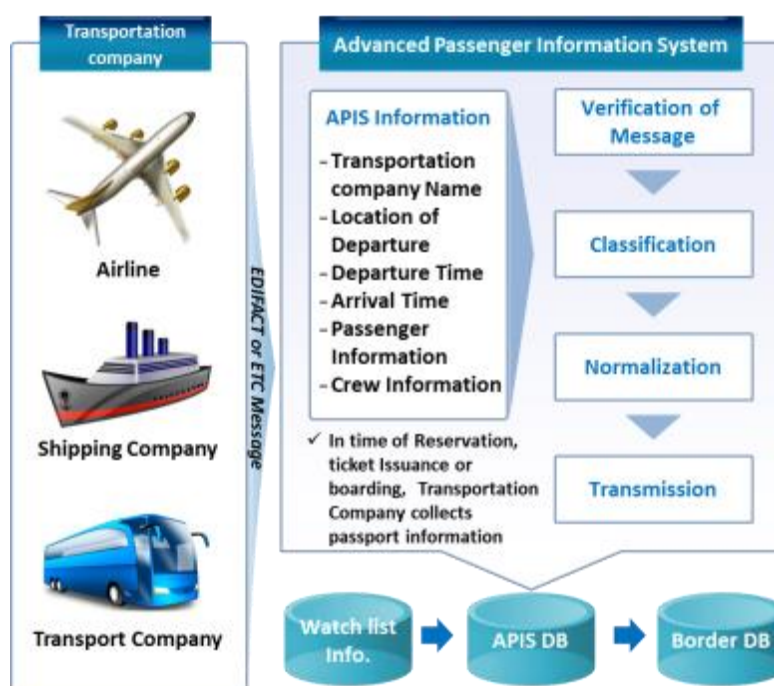 Transportation
company
Airline
Shipping Company
Transport Company
EDIFACT or ETC Message
Advanced Passenger Information System
APIS Information
- Transportation
company Name
- Location of
Departure
- Departure Time
- Arrival Time
- Passenger
Information
- Crew Information
✓ In time of Reservation,
ticket Issuance or
boarding, Transportation
Company collects
passport information
Verification of
Message
Classification
Normalization
Transmission
Watch list
Info.
APIS DB
Border DB